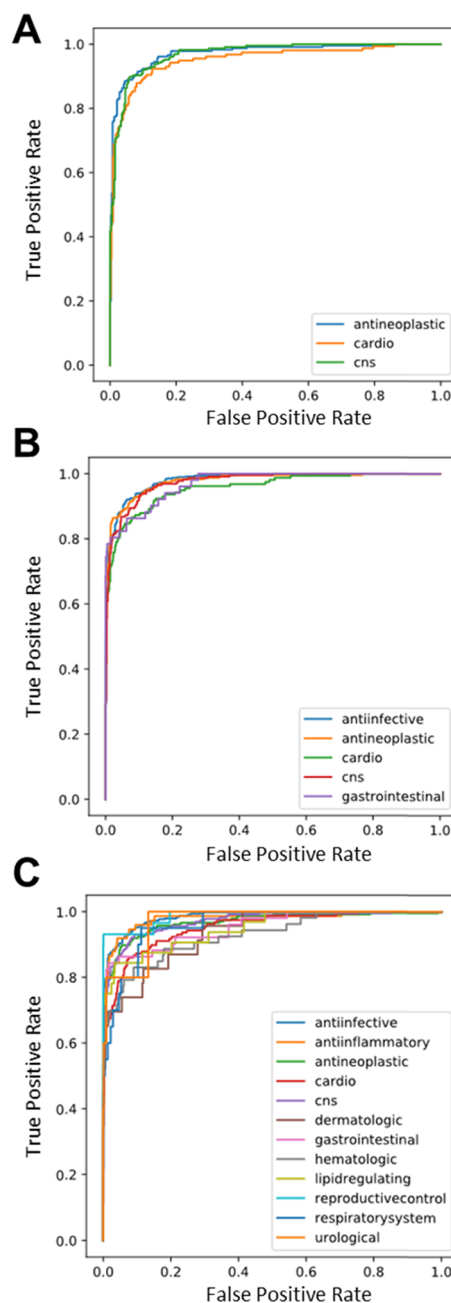 A
1.0
0.8
0.6
0.4
0.2
0.0
True Positive Rate
antineoplastic
cardio
cns
0.0 0.2 0.4 0.6 0.8 1.0
False Positive Rate
B
1.0
0.8
0.6
0.4
0.2
0.0
True Positive Rate
antiinfective
antineoplastic
cardio
cns
gastrointestinal
0.0 0.2 0.4 0.6 0.8 1.0
False Positive Rate
C
1.0
0.8
0.6
0.4
0.2
0.0
True Positive Rate
antiinfective
antiinflammatory
antineoplastic
cardio
cns
dermatologic
gastrointestinal
hematologic
lipidregulating
reproductivecontrol
respiratorysystem
urological
0.0 0.2 0.4 0.6 0.8 1.0
False Positive Rate